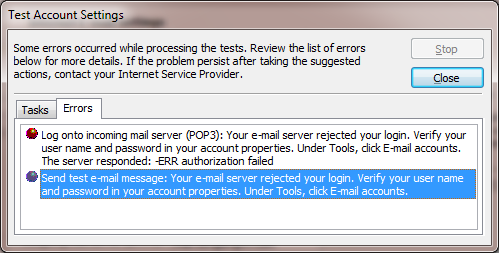 Test Account Settings
Some errors occurred while processing the tests. Review the list of errors
below for more details. If the problem persist after taking the suggested
actions, contact your Internet Service Provider.
Stop
Close
Tasks
Errors
Log onto incoming mail server (POP3): Your e-mail server rejected your login. Verify your
user name and password in your account properties. Under Tools, click E-mail accounts.
The server responded: -ERR authorization failed
Send test e-mail message: Your e-mail server rejected your login. Verify your user name
and password in your account properties. Under Tools, click E-mail accounts.